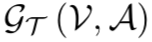 𝒢_𝒯 (𝒱, 𝒜)